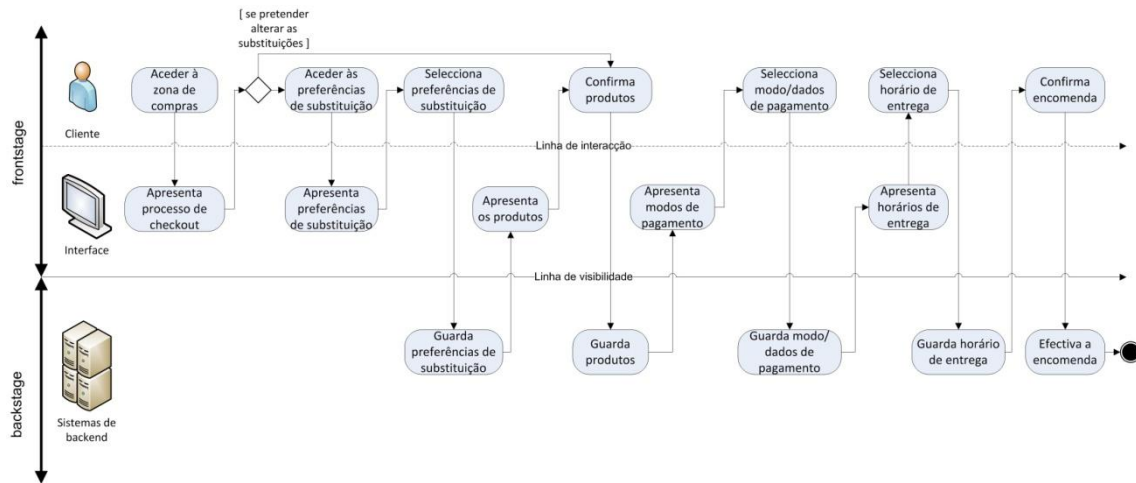 [ se pretender
alterar as
substituições ]
frontstage
Cliente
Aceder à
zona de
compras
Aceder às
preferências
de substituição
Selecciona
preferências de
substituição
Confirma
produtos
Selecciona
modo/dados
de pagamento
Selecciona
horário de
entrega
Confirma
encomenda
Linha de interacção
Interface
Apresenta
processo de
checkout
Apresenta
preferências
de substituição
Apresenta
os produtos
Apresenta
modos de
pagamento
Apresenta
horários de
entrega
Linha de visibilidade
backstage
Sistemas de
backend
Guarda
preferências de
substituição
Guarda
produtos
Guarda modo/
dados de
pagamento
Guarda horário
de entrega
Efectiva a
encomenda